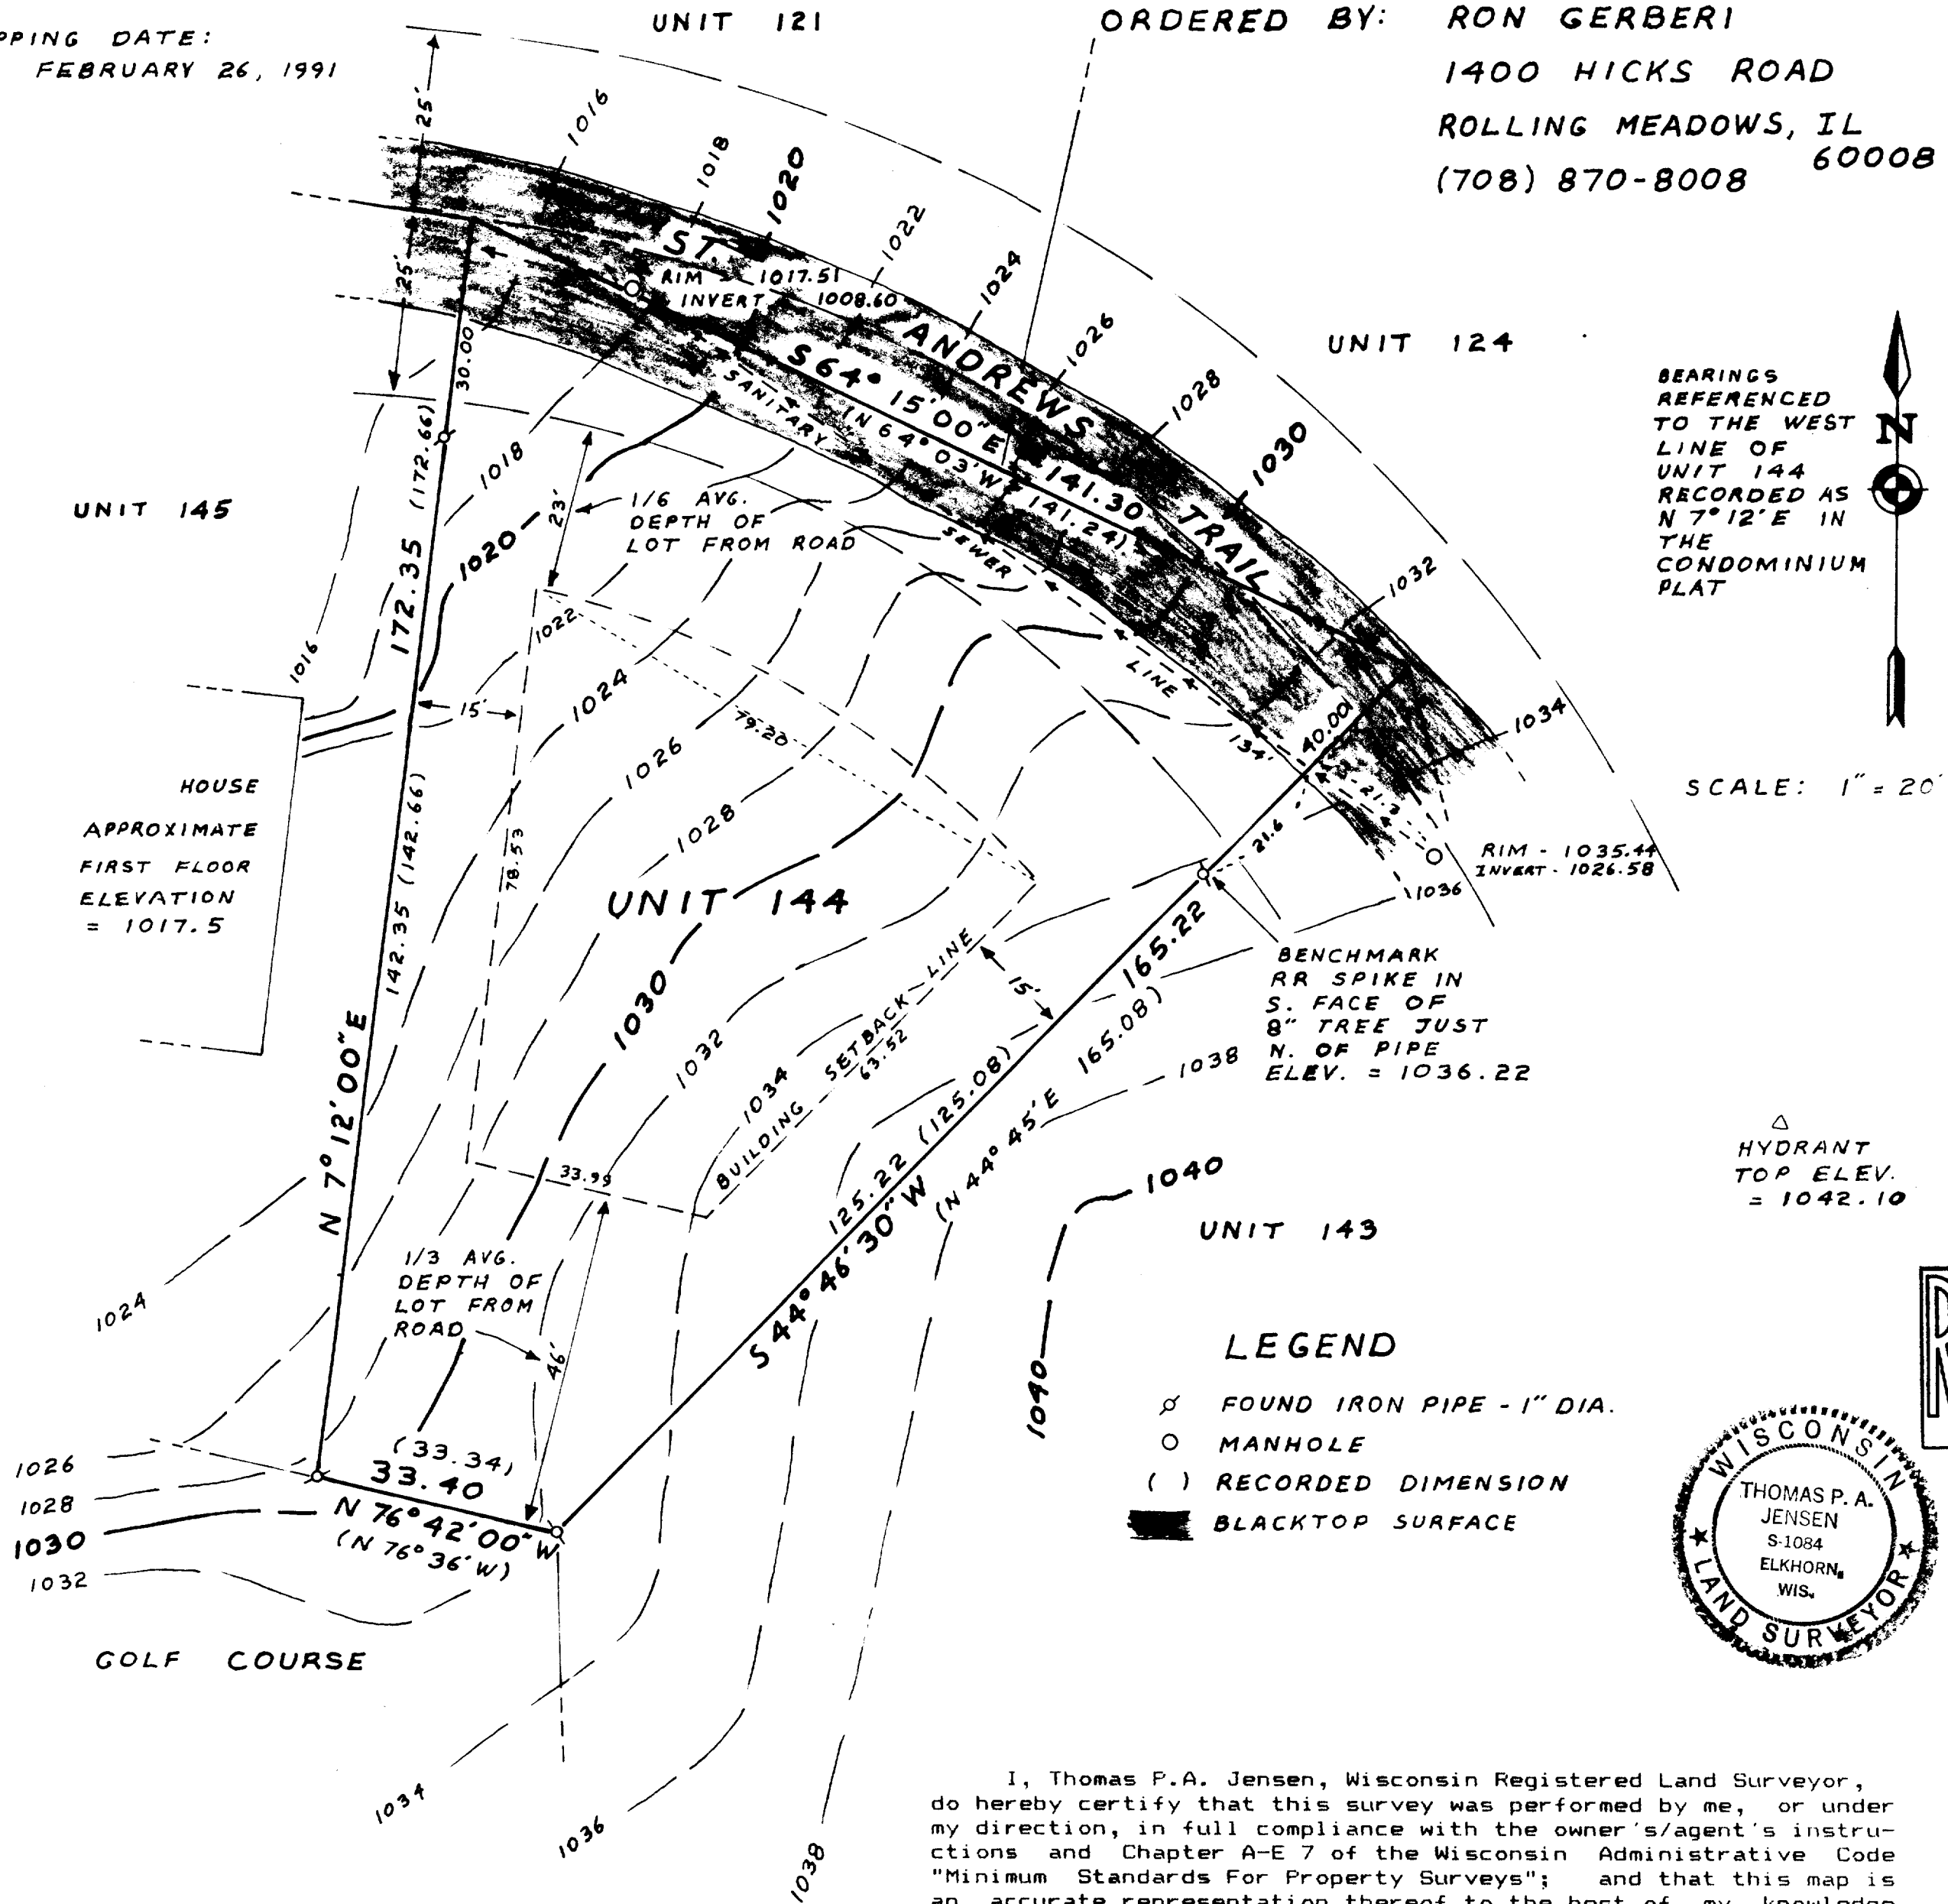 PPING DATE:
FEBRUARY 26, 1991
UNIT 121
ORDERED BY: RON GERBERI
1400 HICKS ROAD
ROLLING MEADOWS, IL
60008
(708) 870-8008
25'
1016
1018
1020
1022
1024
1026
1028
1030
1032
1034
1036
25'
30.00
ST. ANDREWS TRAIL
RIM - 1017.51
INVERT 1008.60
S 64° 15' 00" E 141.30
(N 64° 03' W 141.24)
SANITARY SEWER LINE
134'
40.00
21.3
21.6
RIM - 1035.44
INVERT - 1026.58
UNIT 124
BEARINGS
REFERENCED
TO THE WEST
LINE OF
UNIT 144
RECORDED AS
N 7° 12' E IN
THE
CONDOMINIUM
PLAT
N
SCALE: 1" = 20'
UNIT 145
1016
1018
1020
1022
1024
1026
1028
1030
1032
1034
172.35 (172.66)
142.35 (142.66)
N 7° 12' 00" E
23'
1/6 AVG.
DEPTH OF
LOT FROM ROAD
15'
79.20
78.53
HOUSE
APPROXIMATE
FIRST FLOOR
ELEVATION
= 1017.5
UNIT 144
BUILDING SETBACK LINE
63.52
15'
33.99
165.22
165.08)
125.22 (125.08)
S 44° 46' 30" W
(N 44° 45' E
BENCHMARK
RR SPIKE IN
S. FACE OF
8" TREE JUST
N. OF PIPE
ELEV. = 1036.22
1038
1040
1040
UNIT 143
HYDRANT
TOP ELEV.
= 1042.10
1/3 AVG.
DEPTH OF
LOT FROM
ROAD
46'
1024
1026
1028
1030
1032
(33.34)
33.40
N 76° 42' 00" W
(N 76° 36' W)
GOLF COURSE
1034
1036
1038
LEGEND
FOUND IRON PIPE - 1" DIA.
MANHOLE
( ) RECORDED DIMENSION
BLACKTOP SURFACE
WISCONSIN
THOMAS P. A.
JENSEN
S-1084
ELKHORN,
WIS.
LAND SURVEYOR
I, Thomas P.A. Jensen, Wisconsin Registered Land Surveyor,
do hereby certify that this survey was performed by me, or under
my direction, in full compliance with the owner's/agent's instru-
ctions and Chapter A-E 7 of the Wisconsin Administrative Code
"Minimum Standards For Property Surveys"; and that this map is
an accurate representation thereof to the best of my knowledge